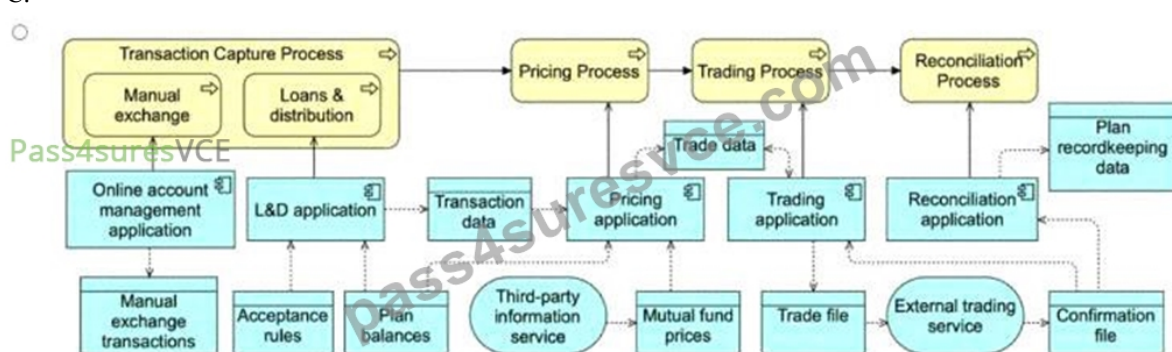 Transaction Capture Process
Manual
exchange
Loans &
distribution
Pricing Process
Trading Process
Reconciliation
Process
Pass4suresVCE
pass4suresvce.com
Trade data
Plan
recordkeeping
data
Online account
management
application
L&D application
Transaction
data
Pricing
application
Trading
application
Reconciliation
application
Manual
exchange
transactions
Acceptance
rules
Plan
balances
Third-party
information
service
Mutual fund
prices
Trade file
External trading
service
Confirmation
file